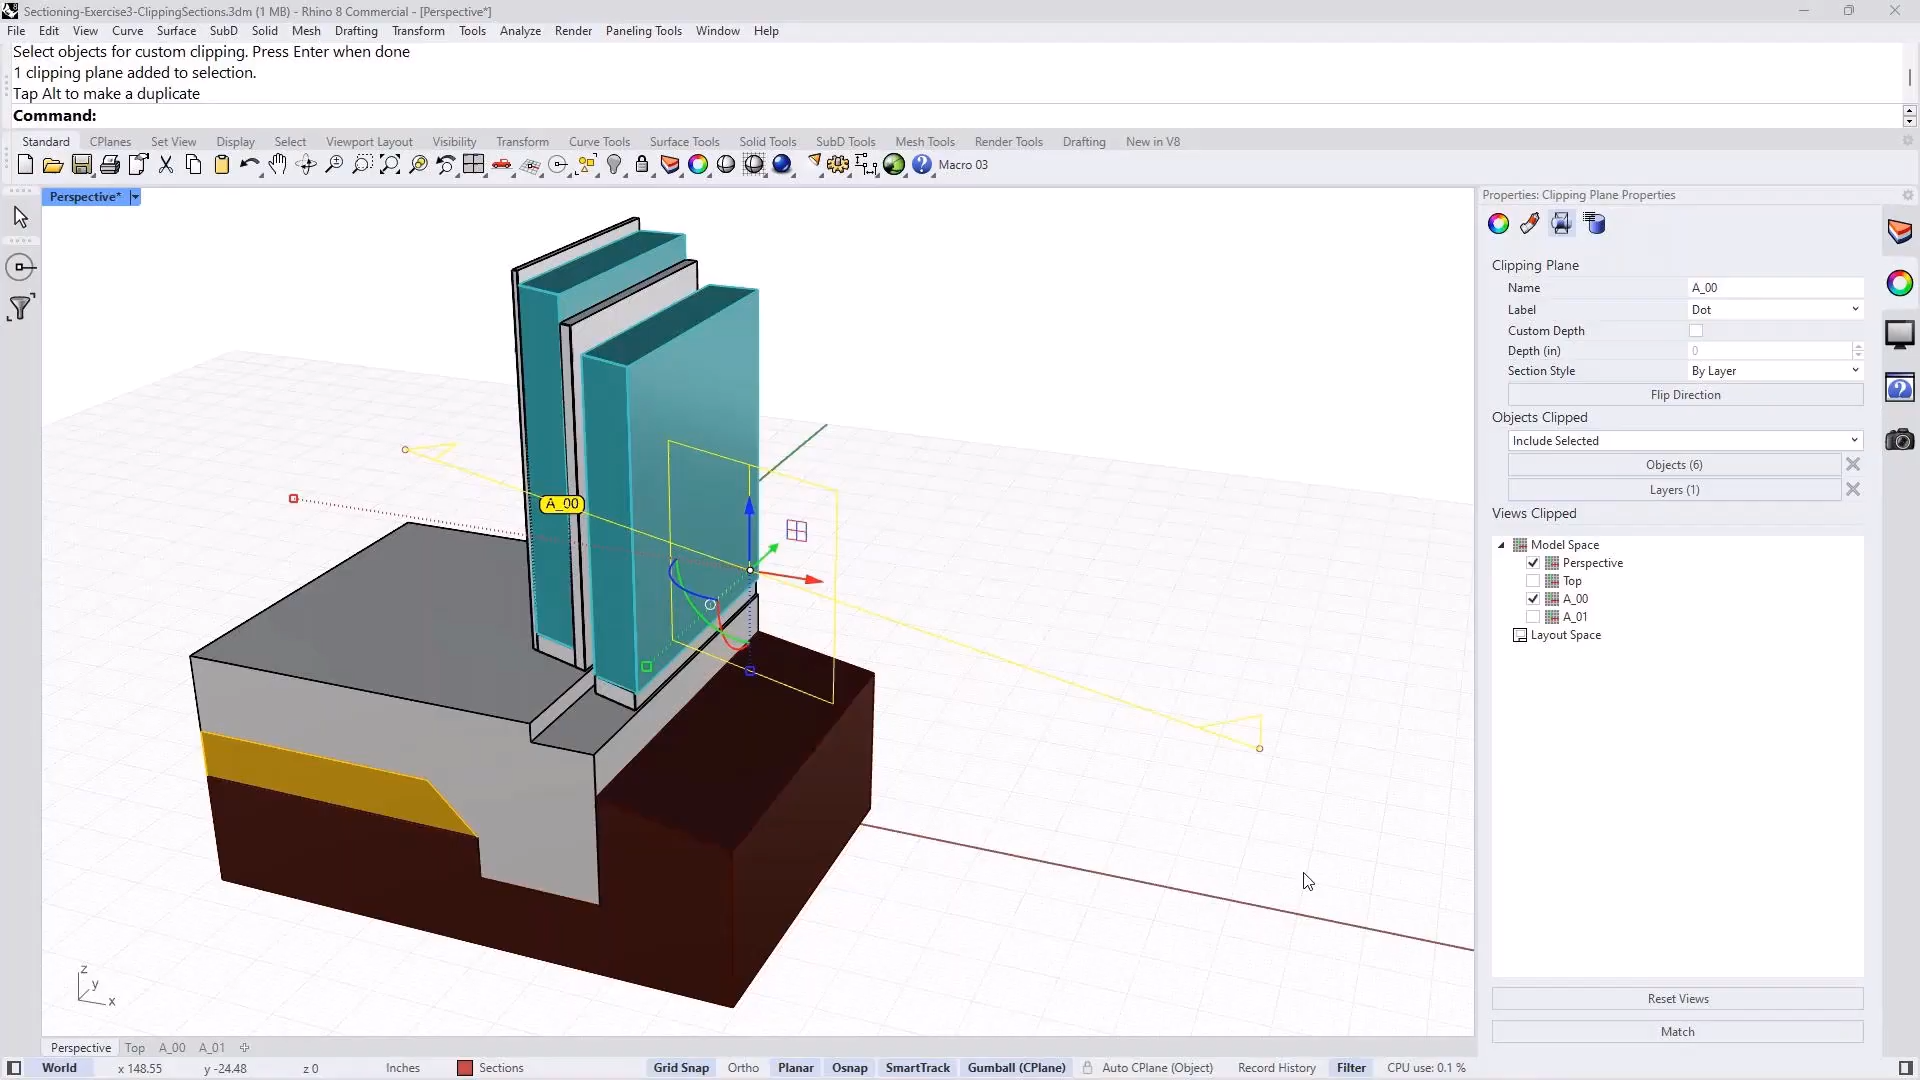 Sectioning-Exercise3-ClippingSections.3dm (1 MB) - Rhino 8 Commercial - [Perspective*]
File Edit View Curve Surface SubD Solid Mesh Drafting Transform Tools Analyze Render Paneling Tools Window Help
Select objects for custom clipping. Press Enter when done
1 clipping plane added to selection.
Tap Alt to make a duplicate
Command:
Standard CPlanes Set View Display Select Viewport Layout Visibility Transform Curve Tools Surface Tools Solid Tools SubD Tools Mesh Tools Render Tools Drafting New in V8
Macro 03
Perspective*
A_00
z
y
x
Properties: Clipping Plane Properties
Clipping Plane
Name A_00
Label Dot
Custom Depth
Depth (in) 0
Section Style By Layer
Flip Direction
Objects Clipped
Include Selected
Objects (6)
Layers (1)
Views Clipped
Model Space
Perspective
Top
A_00
A_01
Layout Space
Reset Views
Match
Perspective Top A_00 A_01
World x 148.55 y -24.48 z 0 Inches Sections Grid Snap Ortho Planar Osnap SmartTrack Gumball (CPlane) Auto CPlane (Object) Record History Filter CPU use: 0.1 %